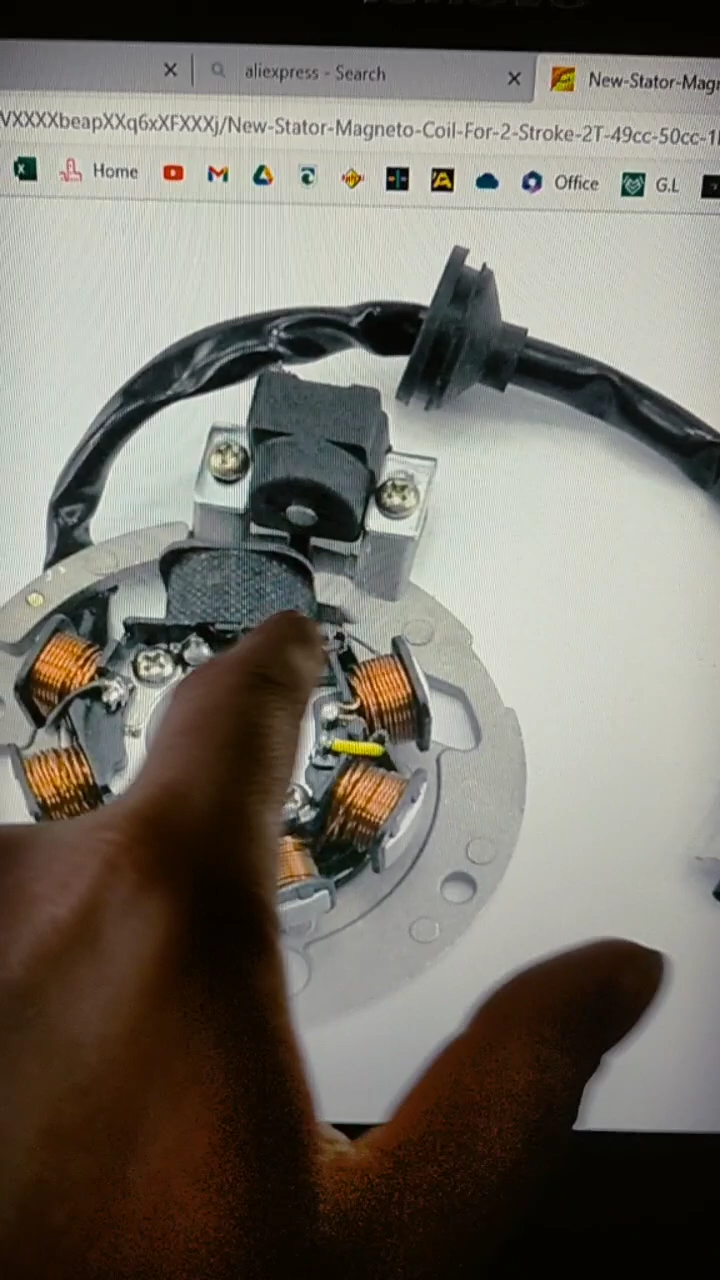 aliexpress - Search
New-Stator-Mag
VXXXXbeapXXq6xXFXXXj/New-Stator-Magneto-Coil-For-2-Stroke-2T-49cc-50cc-1
Home
Office
G.L